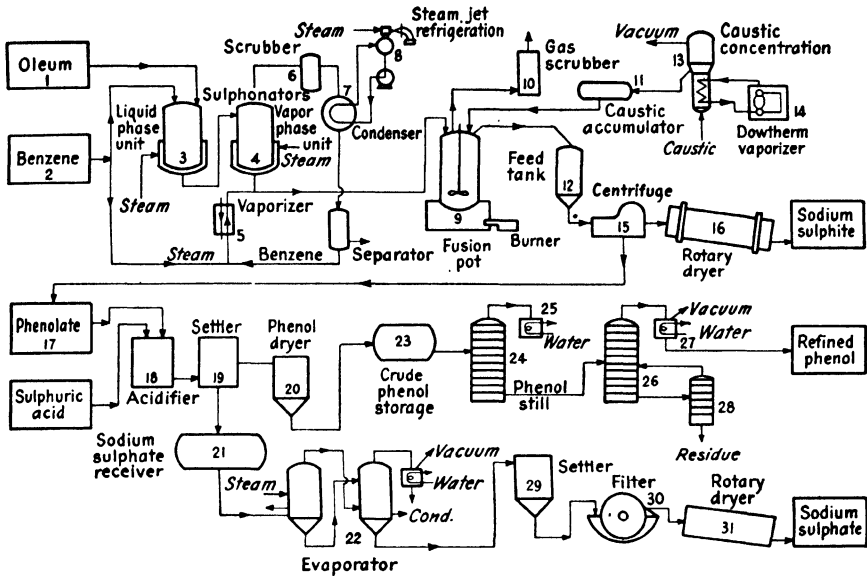 Steam
Steam jet
refrigeration
8
Scrubber
6
7
Condenser
Oleum
1
Benzene
2
Liquid
phase
unit
3
Steam
Sulphonators
Vapor
phase
unit
4
Steam
Vaporizer
5
Steam
Benzene
Separator
Gas
scrubber
10
Vacuum
13
Caustic
concentration
11
Caustic
accumulator
14
Dowtherm
vaporizer
Caustic
9
Fusion
pot
Burner
Feed
tank
12
Centrifuge
15
16
Rotary
dryer
Sodium
sulphite
Phenolate
17
Sulphuric
acid
18
Acidifier
Settler
19
Phenol
dryer
20
23
Crude
phenol
storage
24
25
Water
Phenol
still
26
Vacuum
Water
27
28
Residue
Refined
phenol
Sodium
sulphate
receiver
21
Steam
22
Evaporator
Vacuum
Water
Cond.
Settler
29
Filter
30
Rotary
dryer
31
Sodium
sulphate